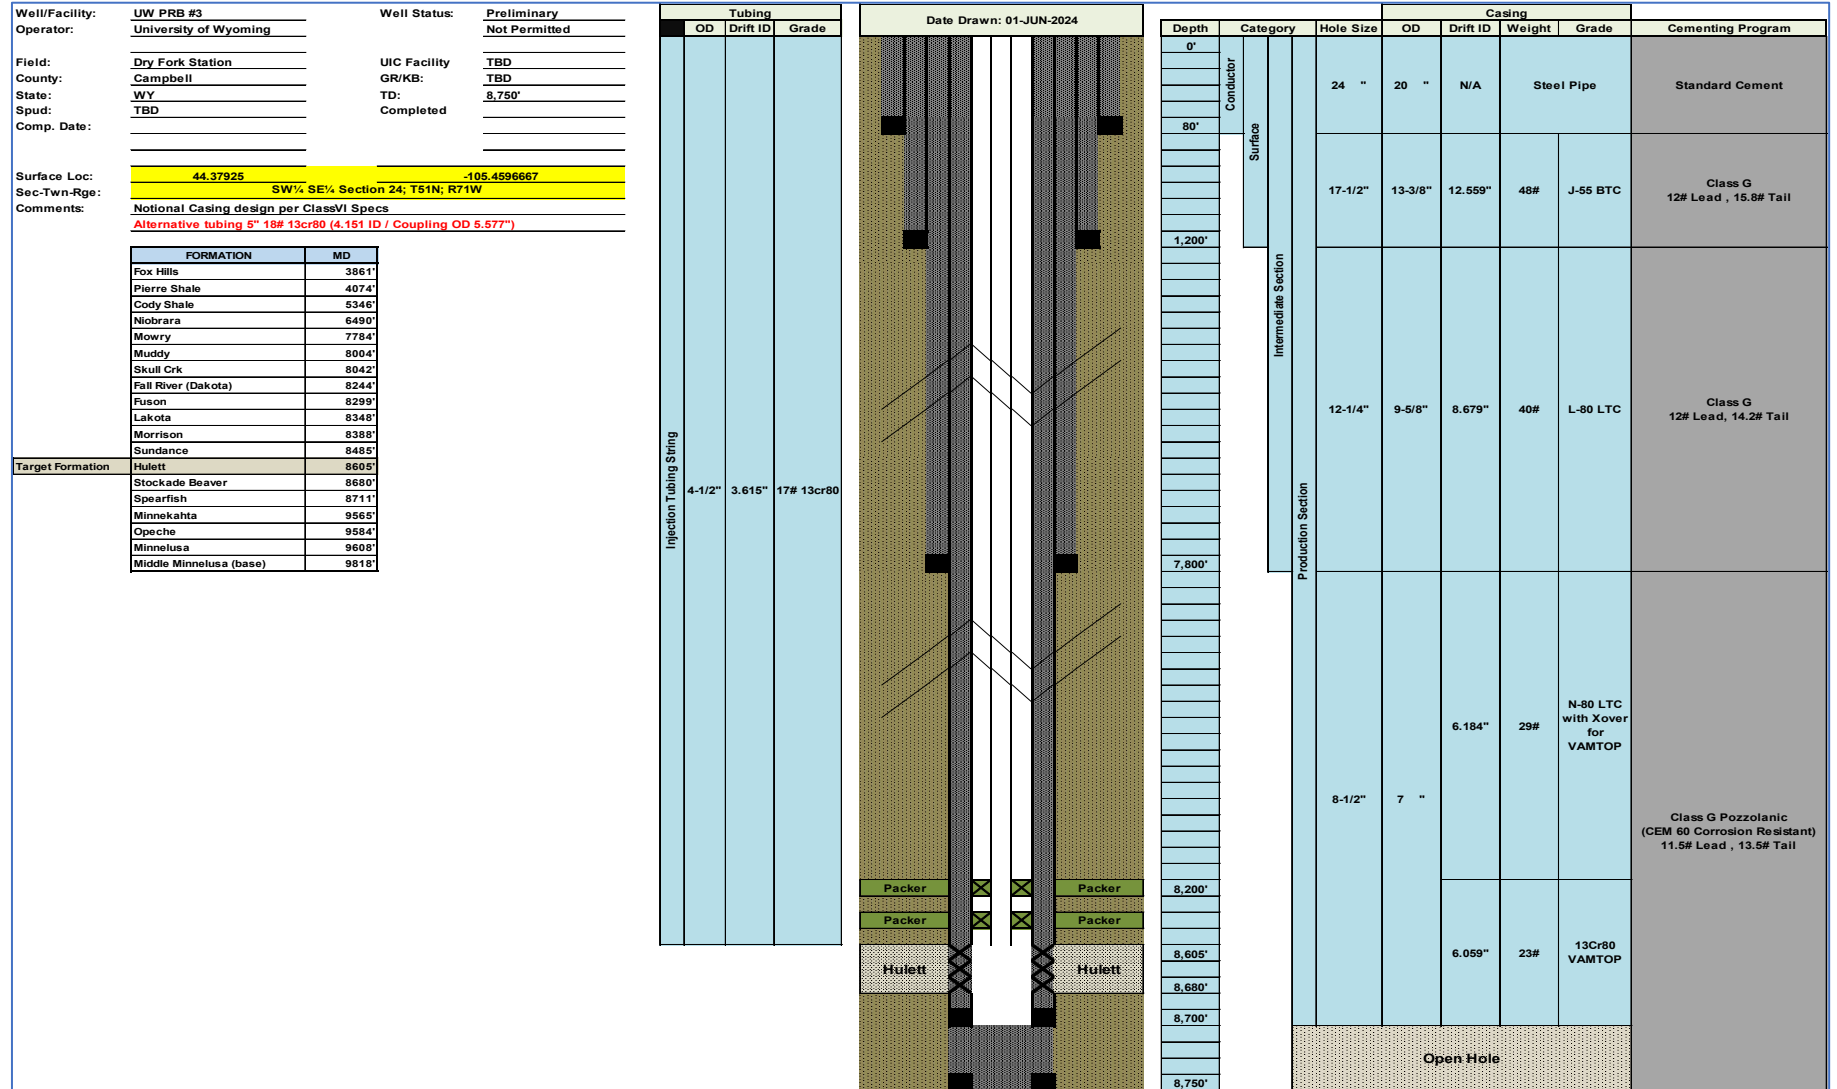 Well/Facility: UW PRB #3 Well Status: Preliminary
Operator: University of Wyoming Not Permitted
Field: Dry Fork Station UIC Facility TBD
County: Campbell GR/KB: TBD
State: WY TD: 8,750'
Spud: TBD Completed
Comp. Date:
Surface Loc: 44.37925 -105.4596667
Sec-Twn-Rge: SW¼ SE¼ Section 24; T51N; R71W
Comments: Notional Casing design per ClassVI Specs
Alternative tubing 5" 18# 13cr80 (4.151 ID / Coupling OD 5.577")
FORMATION MD
Fox Hills 3861'
Pierre Shale 4074'
Cody Shale 5346'
Niobrara 6490'
Mowry 7784'
Muddy 8004'
Skull Crk 8042'
Fall River (Dakota) 8244'
Fuson 8299'
Lakota 8348'
Morrison 8388'
Sundance 8485'
Target Formation Hulett 8605'
Stockade Beaver 8680'
Spearfish 8711'
Minnekahta 9565'
Opeche 9584'
Minnelusa 9608'
Middle Minnelusa (base) 9818'
Tubing
OD Drift ID Grade
Injection Tubing String
4-1/2" 3.615" 17# 13cr80
Date Drawn: 01-JUN-2024
Packer Packer
Packer Packer
Hulett Hulett
Casing
Depth Category Hole Size OD Drift ID Weight Grade Cementing Program
0'
80'
1,200'
7,800'
8,200'
8,605'
8,680'
8,700'
8,750'
Conductor
Surface
Intermediate Section
Production Section
24 " 20 " N/A Steel Pipe Standard Cement
17-1/2" 13-3/8" 12.559" 48# J-55 BTC
Class G
12# Lead , 15.8# Tail
12-1/4" 9-5/8" 8.679" 40# L-80 LTC
Class G
12# Lead, 14.2# Tail
8-1/2" 7 "
6.184" 29#
N-80 LTC
with Xover
for
VAMTOP
6.059" 23#
13Cr80
VAMTOP
Class G Pozzolanic
(CEM 60 Corrosion Resistant)
11.5# Lead , 13.5# Tail
Open Hole